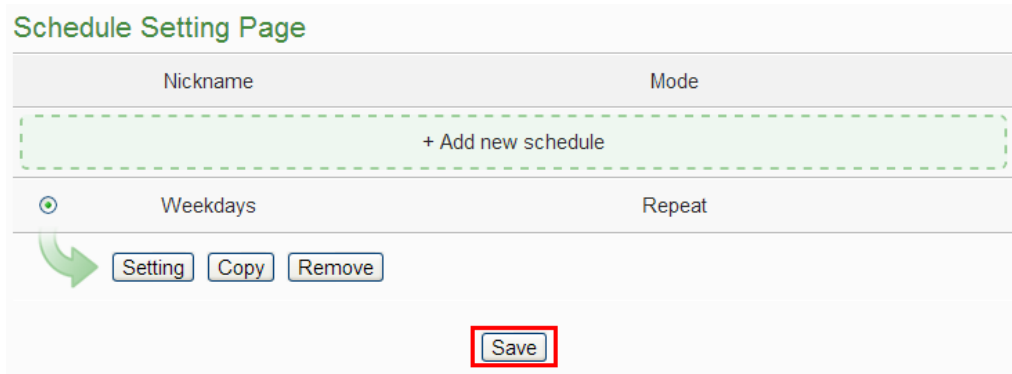 Schedule Setting Page
Nickname Mode
+ Add new schedule
Weekdays Repeat
Setting Copy Remove
Save